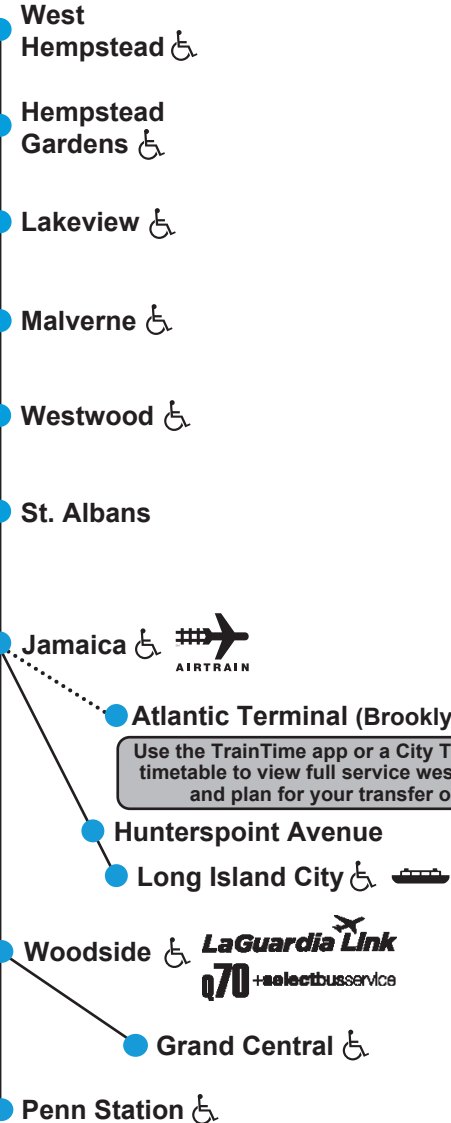 West
Hempstead
Hempstead
Gardens
Lakeview
Malverne
Westwood
St. Albans
Jamaica
AIRTRAIN
Atlantic Terminal (Brookly
Use the TrainTime app or a City T
timetable to view full service wes
and plan for your transfer o
Hunterspoint Avenue
Long Island City
Woodside
LaGuardia Link
Q70 +selectbusservice
Grand Central
Penn Station